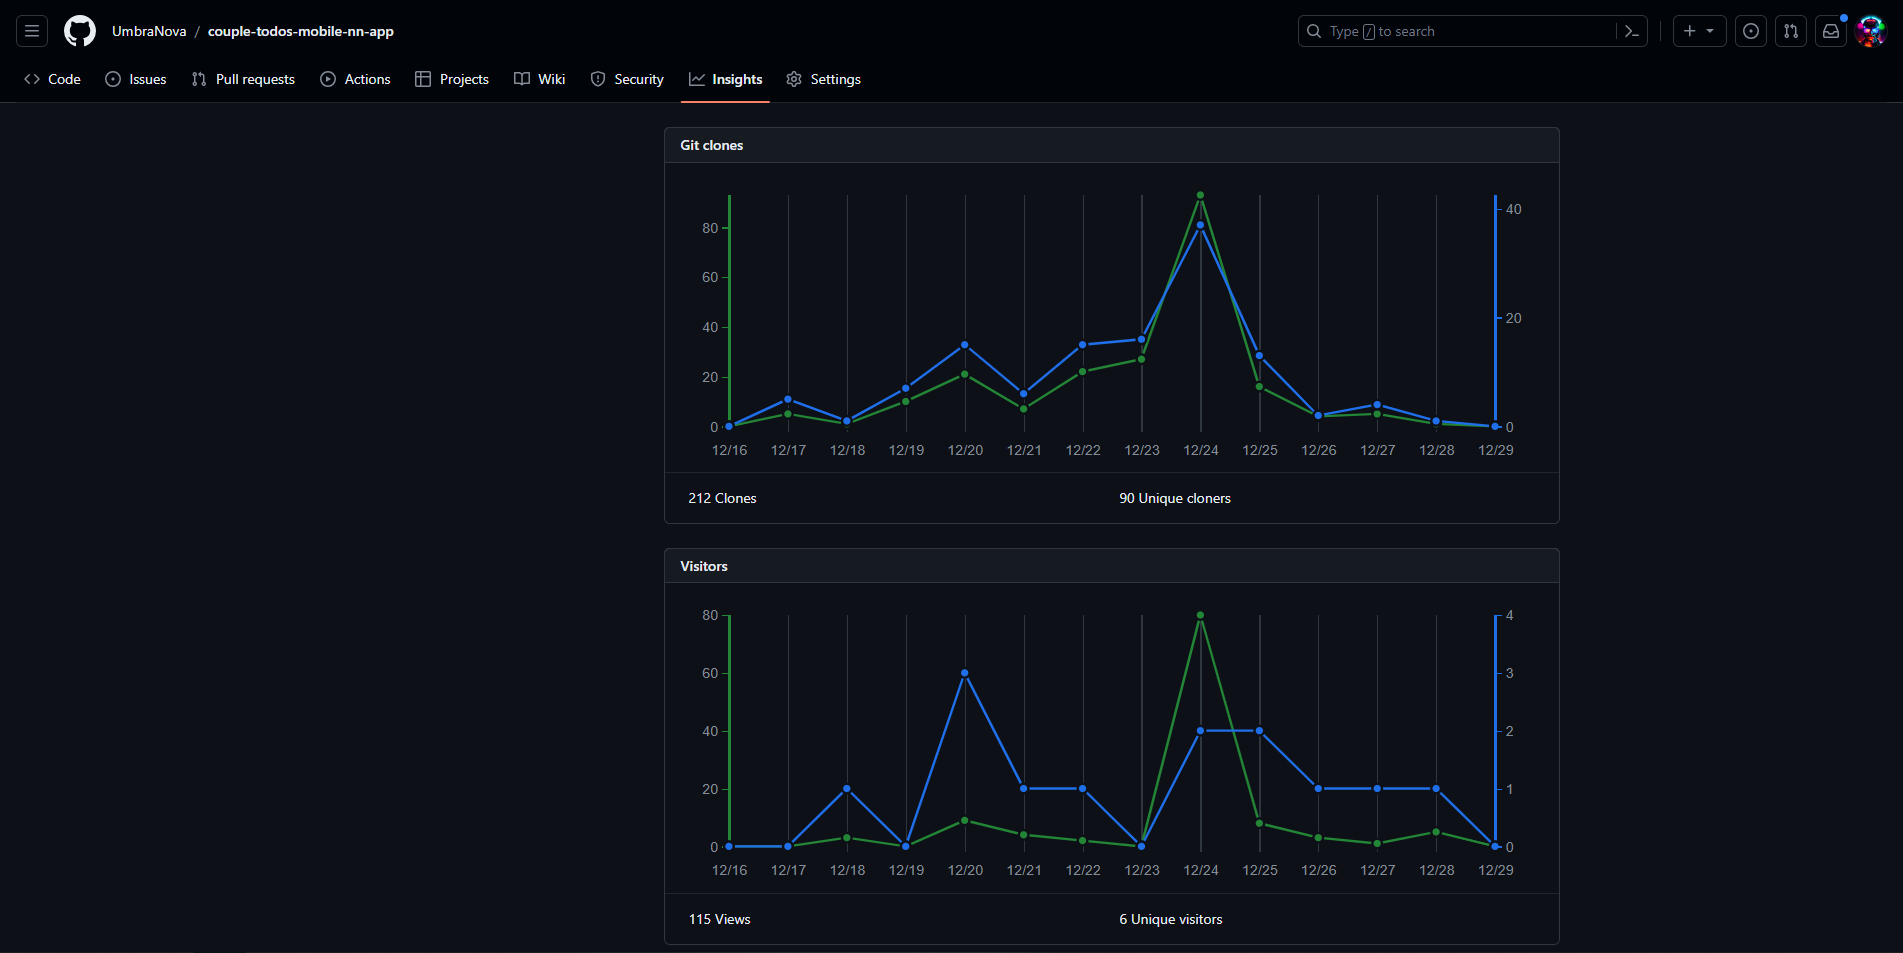 UmbraNova / couple-todos-mobile-nn-app
Type / to search
Code Issues Pull requests Actions Projects Wiki Security Insights Settings
Git clones
80
60
40
20
0
40
20
0
12/16 12/17 12/18 12/19 12/20 12/21 12/22 12/23 12/24 12/25 12/26 12/27 12/28 12/29
212 Clones
90 Unique cloners
Visitors
80
60
40
20
0
4
3
2
1
0
12/16 12/17 12/18 12/19 12/20 12/21 12/22 12/23 12/24 12/25 12/26 12/27 12/28 12/29
115 Views
6 Unique visitors